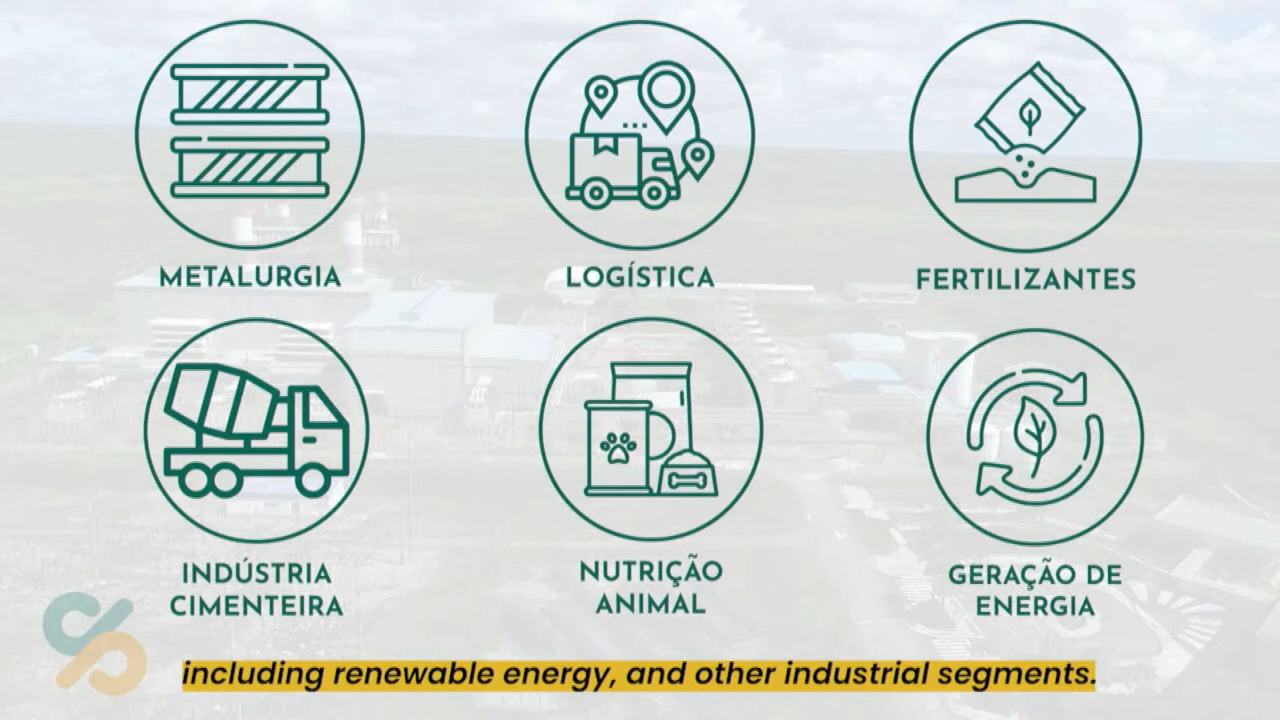 METALURGIA
LOGÍSTICA
FERTILIZANTES
INDÚSTRIA
CIMENTEIRA
NUTRIÇÃO
ANIMAL
GERAÇÃO DE
ENERGIA
including renewable energy, and other industrial segments.